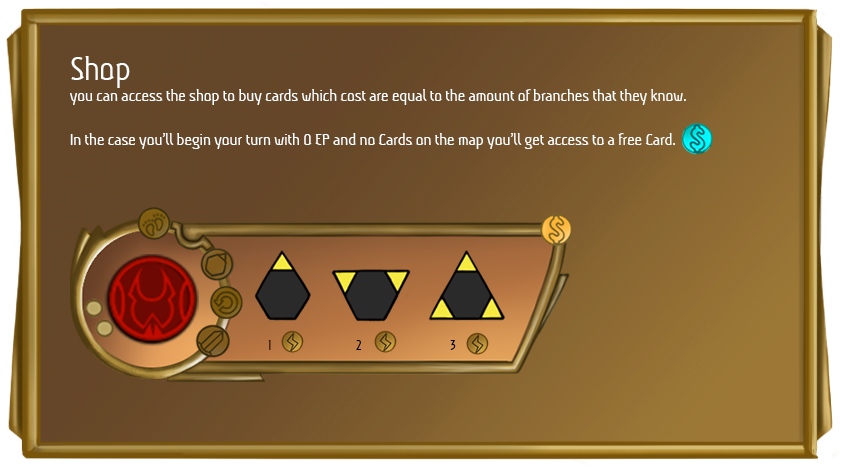 Shop
you can access the shop to buy cards which cost are equal to the amount of branches that they know.
In the case you'll begin your turn with 0 EP and no Cards on the map you'll get access to a free Card.
1 2 3